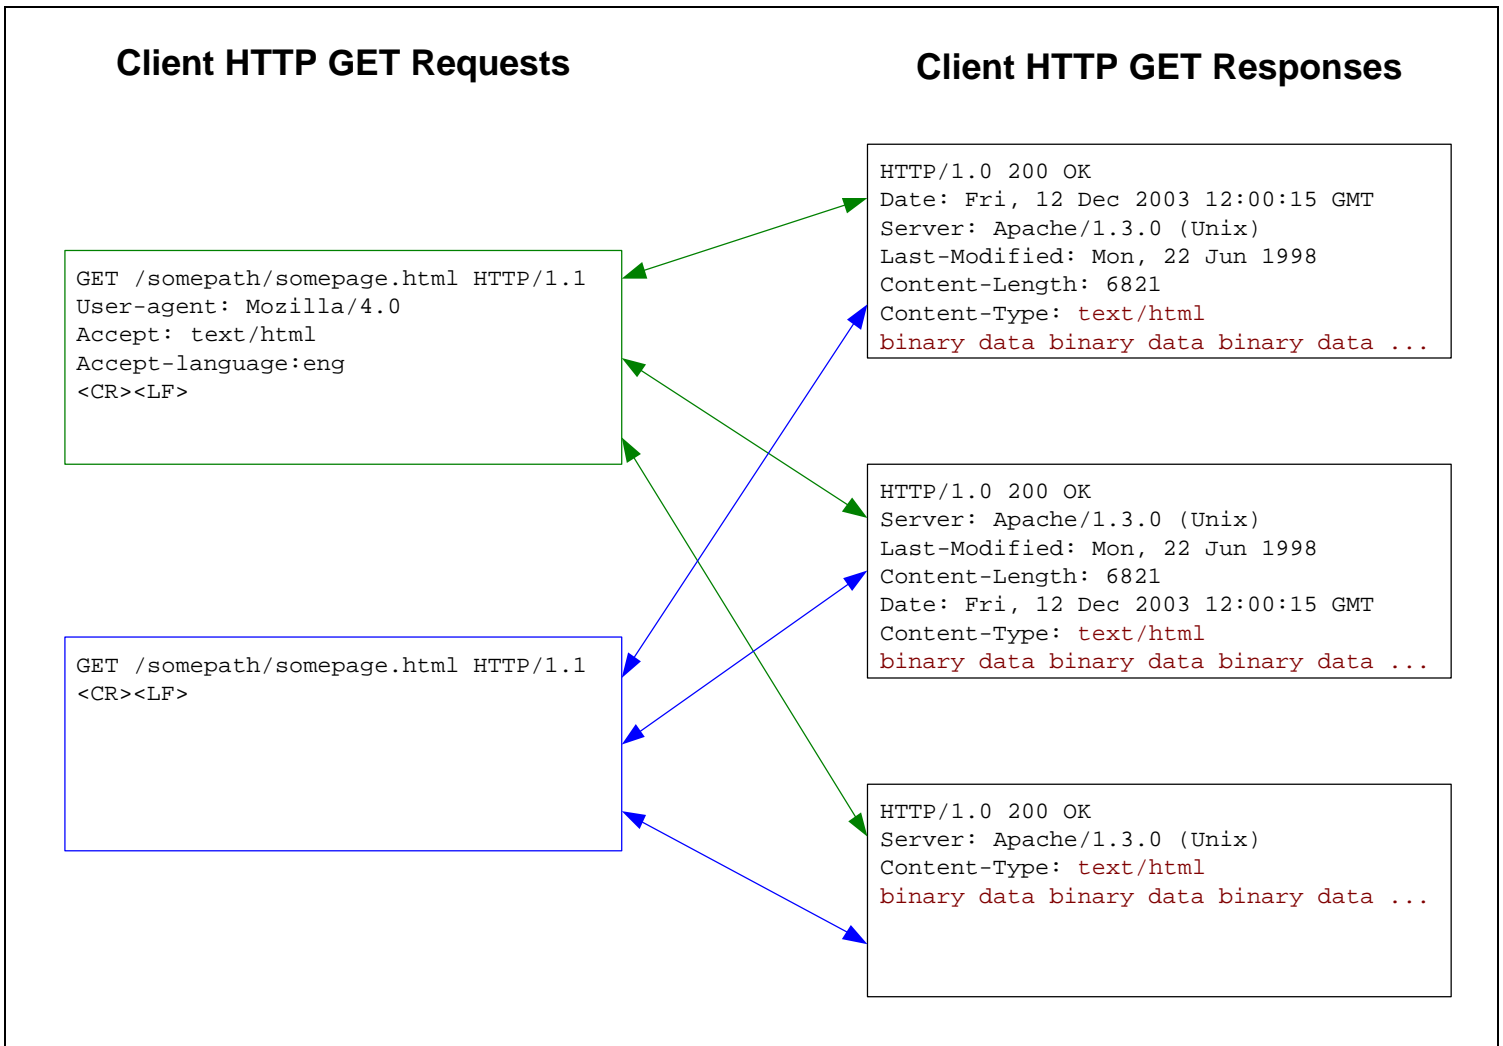 Client HTTP GET Requests
Client HTTP GET Responses
GET /somepath/somepage.html HTTP/1.1
User-agent: Mozilla/4.0
Accept: text/html
Accept-language:eng
<CR><LF>
GET /somepath/somepage.html HTTP/1.1
<CR><LF>
HTTP/1.0 200 OK
Date: Fri, 12 Dec 2003 12:00:15 GMT
Server: Apache/1.3.0 (Unix)
Last-Modified: Mon, 22 Jun 1998
Content-Length: 6821
Content-Type: text/html
binary data binary data binary data ...
HTTP/1.0 200 OK
Server: Apache/1.3.0 (Unix)
Last-Modified: Mon, 22 Jun 1998
Content-Length: 6821
Date: Fri, 12 Dec 2003 12:00:15 GMT
Content-Type: text/html
binary data binary data binary data ...
HTTP/1.0 200 OK
Server: Apache/1.3.0 (Unix)
Content-Type: text/html
binary data binary data binary data ...